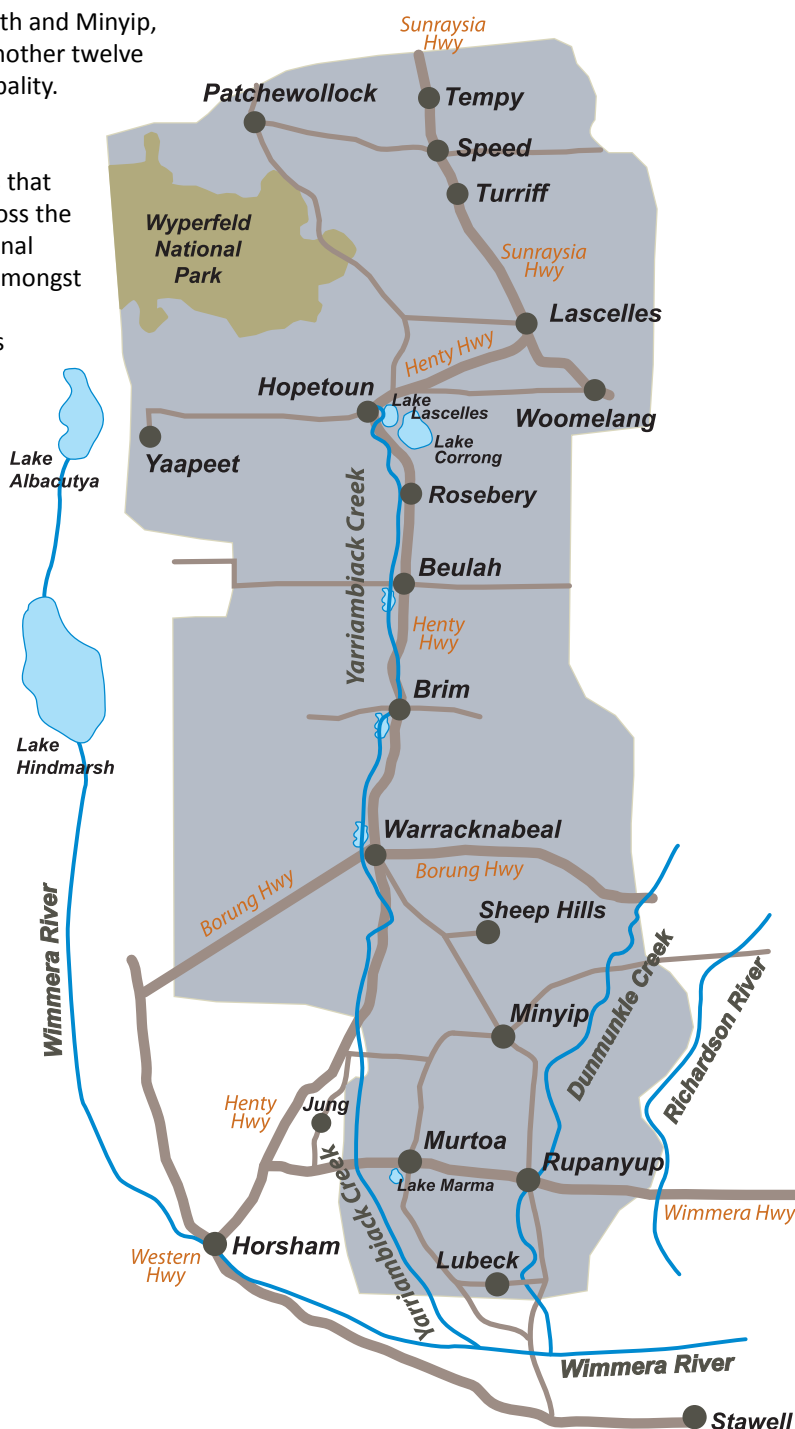 th and Minyip,
nother twelve
pality.
that
oss the
nal
mongst
s
Sunraysia
Hwy
Patchewollock
Tempy
Speed
Turriff
Wyperfeld
National
Park
Sunraysia
Hwy
Lascelles
Henty Hwy
Hopetoun
Lake
Lascelles
Woomelang
Lake
Corrong
Yaapeet
Lake
Albacutya
Rosebery
Yarriambiack Creek
Beulah
Henty
Hwy
Brim
Lake
Hindmarsh
Warracknabeal
Borung Hwy
Borung Hwy
Sheep Hills
Wimmera River
Dunmunkle Creek
Richardson River
Minyip
Henty
Hwy
Jung
Murtoa
Rupanyup
Lake Marma
Wimmera Hwy
Yarriambiack Creek
Horsham
Western
Hwy
Lubeck
Wimmera River
Stawell